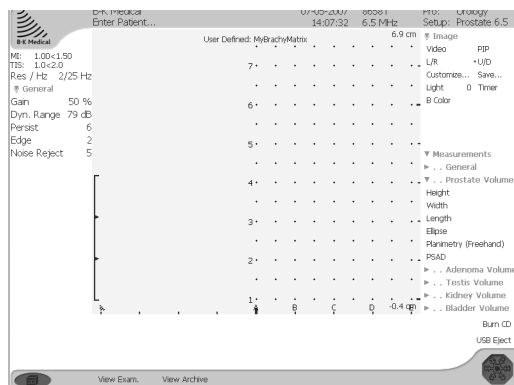 B-K Medical 07-05-2007 86581 Pro: Urology
Enter Patient... 14:07:32 6.5 MHz Setup: Prostate 6.5
B-K Medical
User Defined: MyBrachyMatrix
6.9 cm
MI: 1.00<1.50
TIS: 1.0<2.0
Res / Hz 2/25 Hz
General
Gain 50 %
Dyn. Range 79 dB
Persist 6
Edge 2
Noise Reject 5
7
6
5
4
3
2
1
A B C D E
-0.4 cm
Image
Video PIP
L/R U/D
Customize... Save...
Light 0 Timer
B Color
Measurements
. . General
. . Prostate Volume
Height
Width
Length
Ellipse
Planimetry (Freehand)
PSAD
. . Adenoma Volume
. . Testis Volume
. . Kidney Volume
. . Bladder Volume
Burn CD
USB Eject
View Exam. View Archive